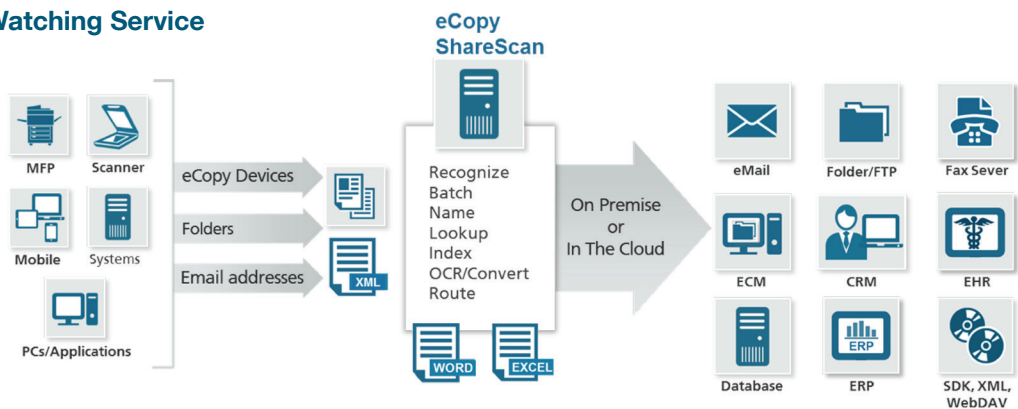 Watching Service
eCopy
ShareScan
MFP
Scanner
Mobile
Systems
PCs/Applications
eCopy Devices
Folders
Email addresses
XML
Recognize
Batch
Name
Lookup
Index
OCR/Convert
Route
WORD
EXCEL
On Premise
or
In The Cloud
eMail
Folder/FTP
Fax Sever
ECM
CRM
EHR
Database
ERP
ERP
SDK, XML,
WebDAV